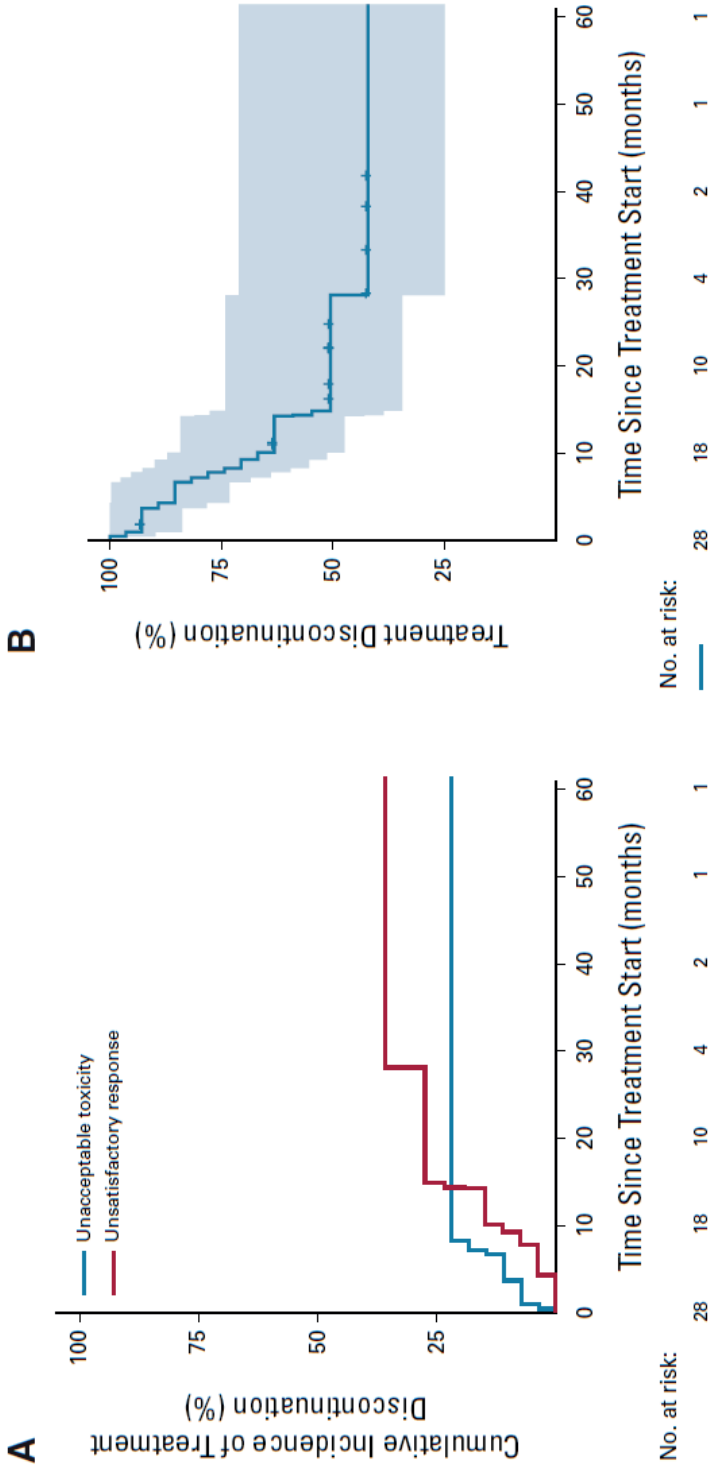 A
Cumulative Incidence of Treatment
Discontinuation (%)
100
75
50
25
Unacceptable toxicity
Unsatisfactory response
0 10 20 30 40 50 60
Time Since Treatment Start (months)
No. at risk:
28 18 10 4 2 1 1
B
Treatment Discontinuation (%)
100
75
50
25
0 10 20 30 40 50 60
Time Since Treatment Start (months)
No. at risk:
28 18 10 4 2 1 1